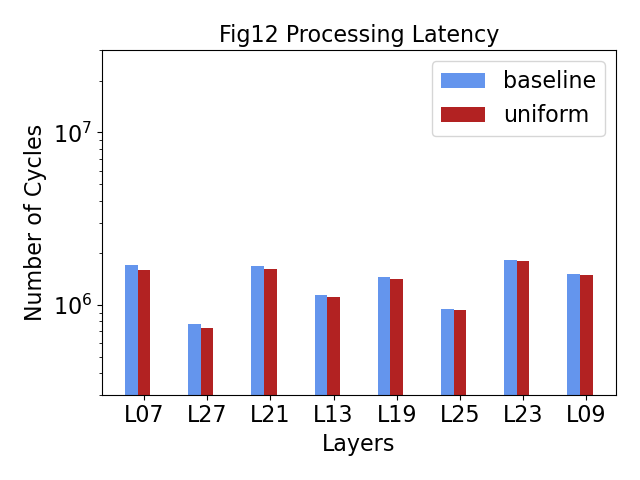 Fig12 Processing Latency
baseline
uniform
Number of Cycles
10^7
10^6
L07 L27 L21 L13 L19 L25 L23 L09
Layers